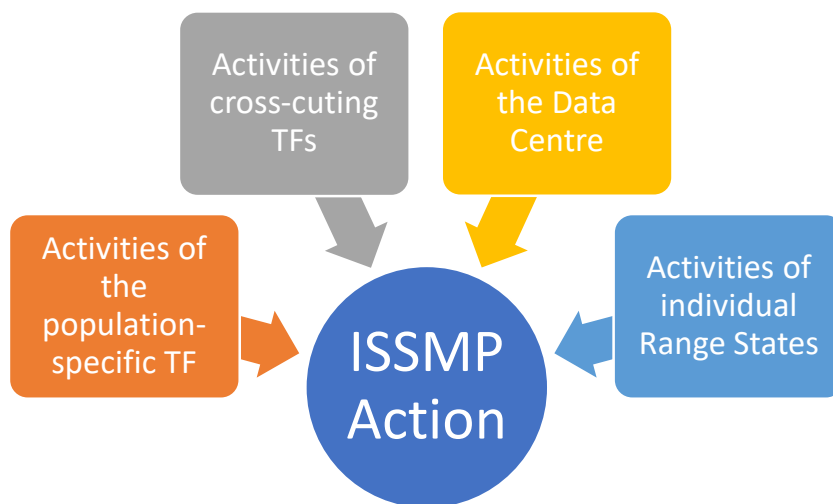 Activities of
cross-cuting
TFs
Activities of
the Data
Centre
Activities of
the
population-
specific TF
Activities of
individual
Range States
ISSMP
Action